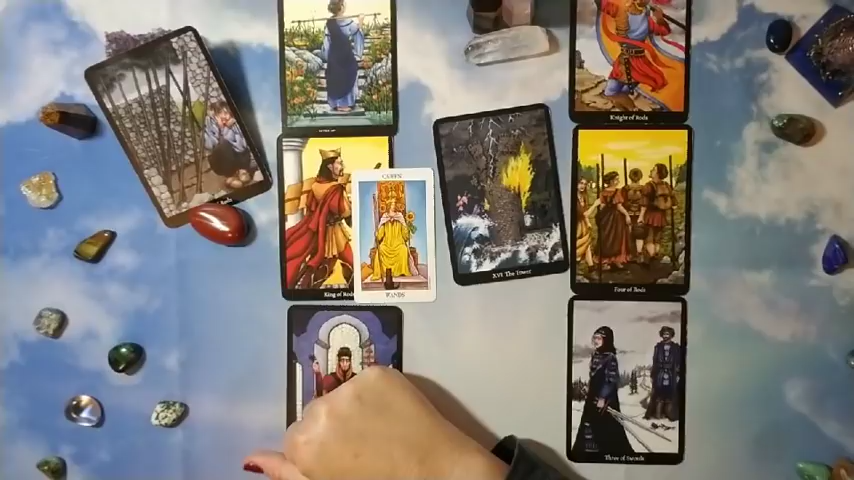 Knight of Rods
QUEEN
King of Rods
WANDS
XVI The Tower
Four of Rods
Three of Swords